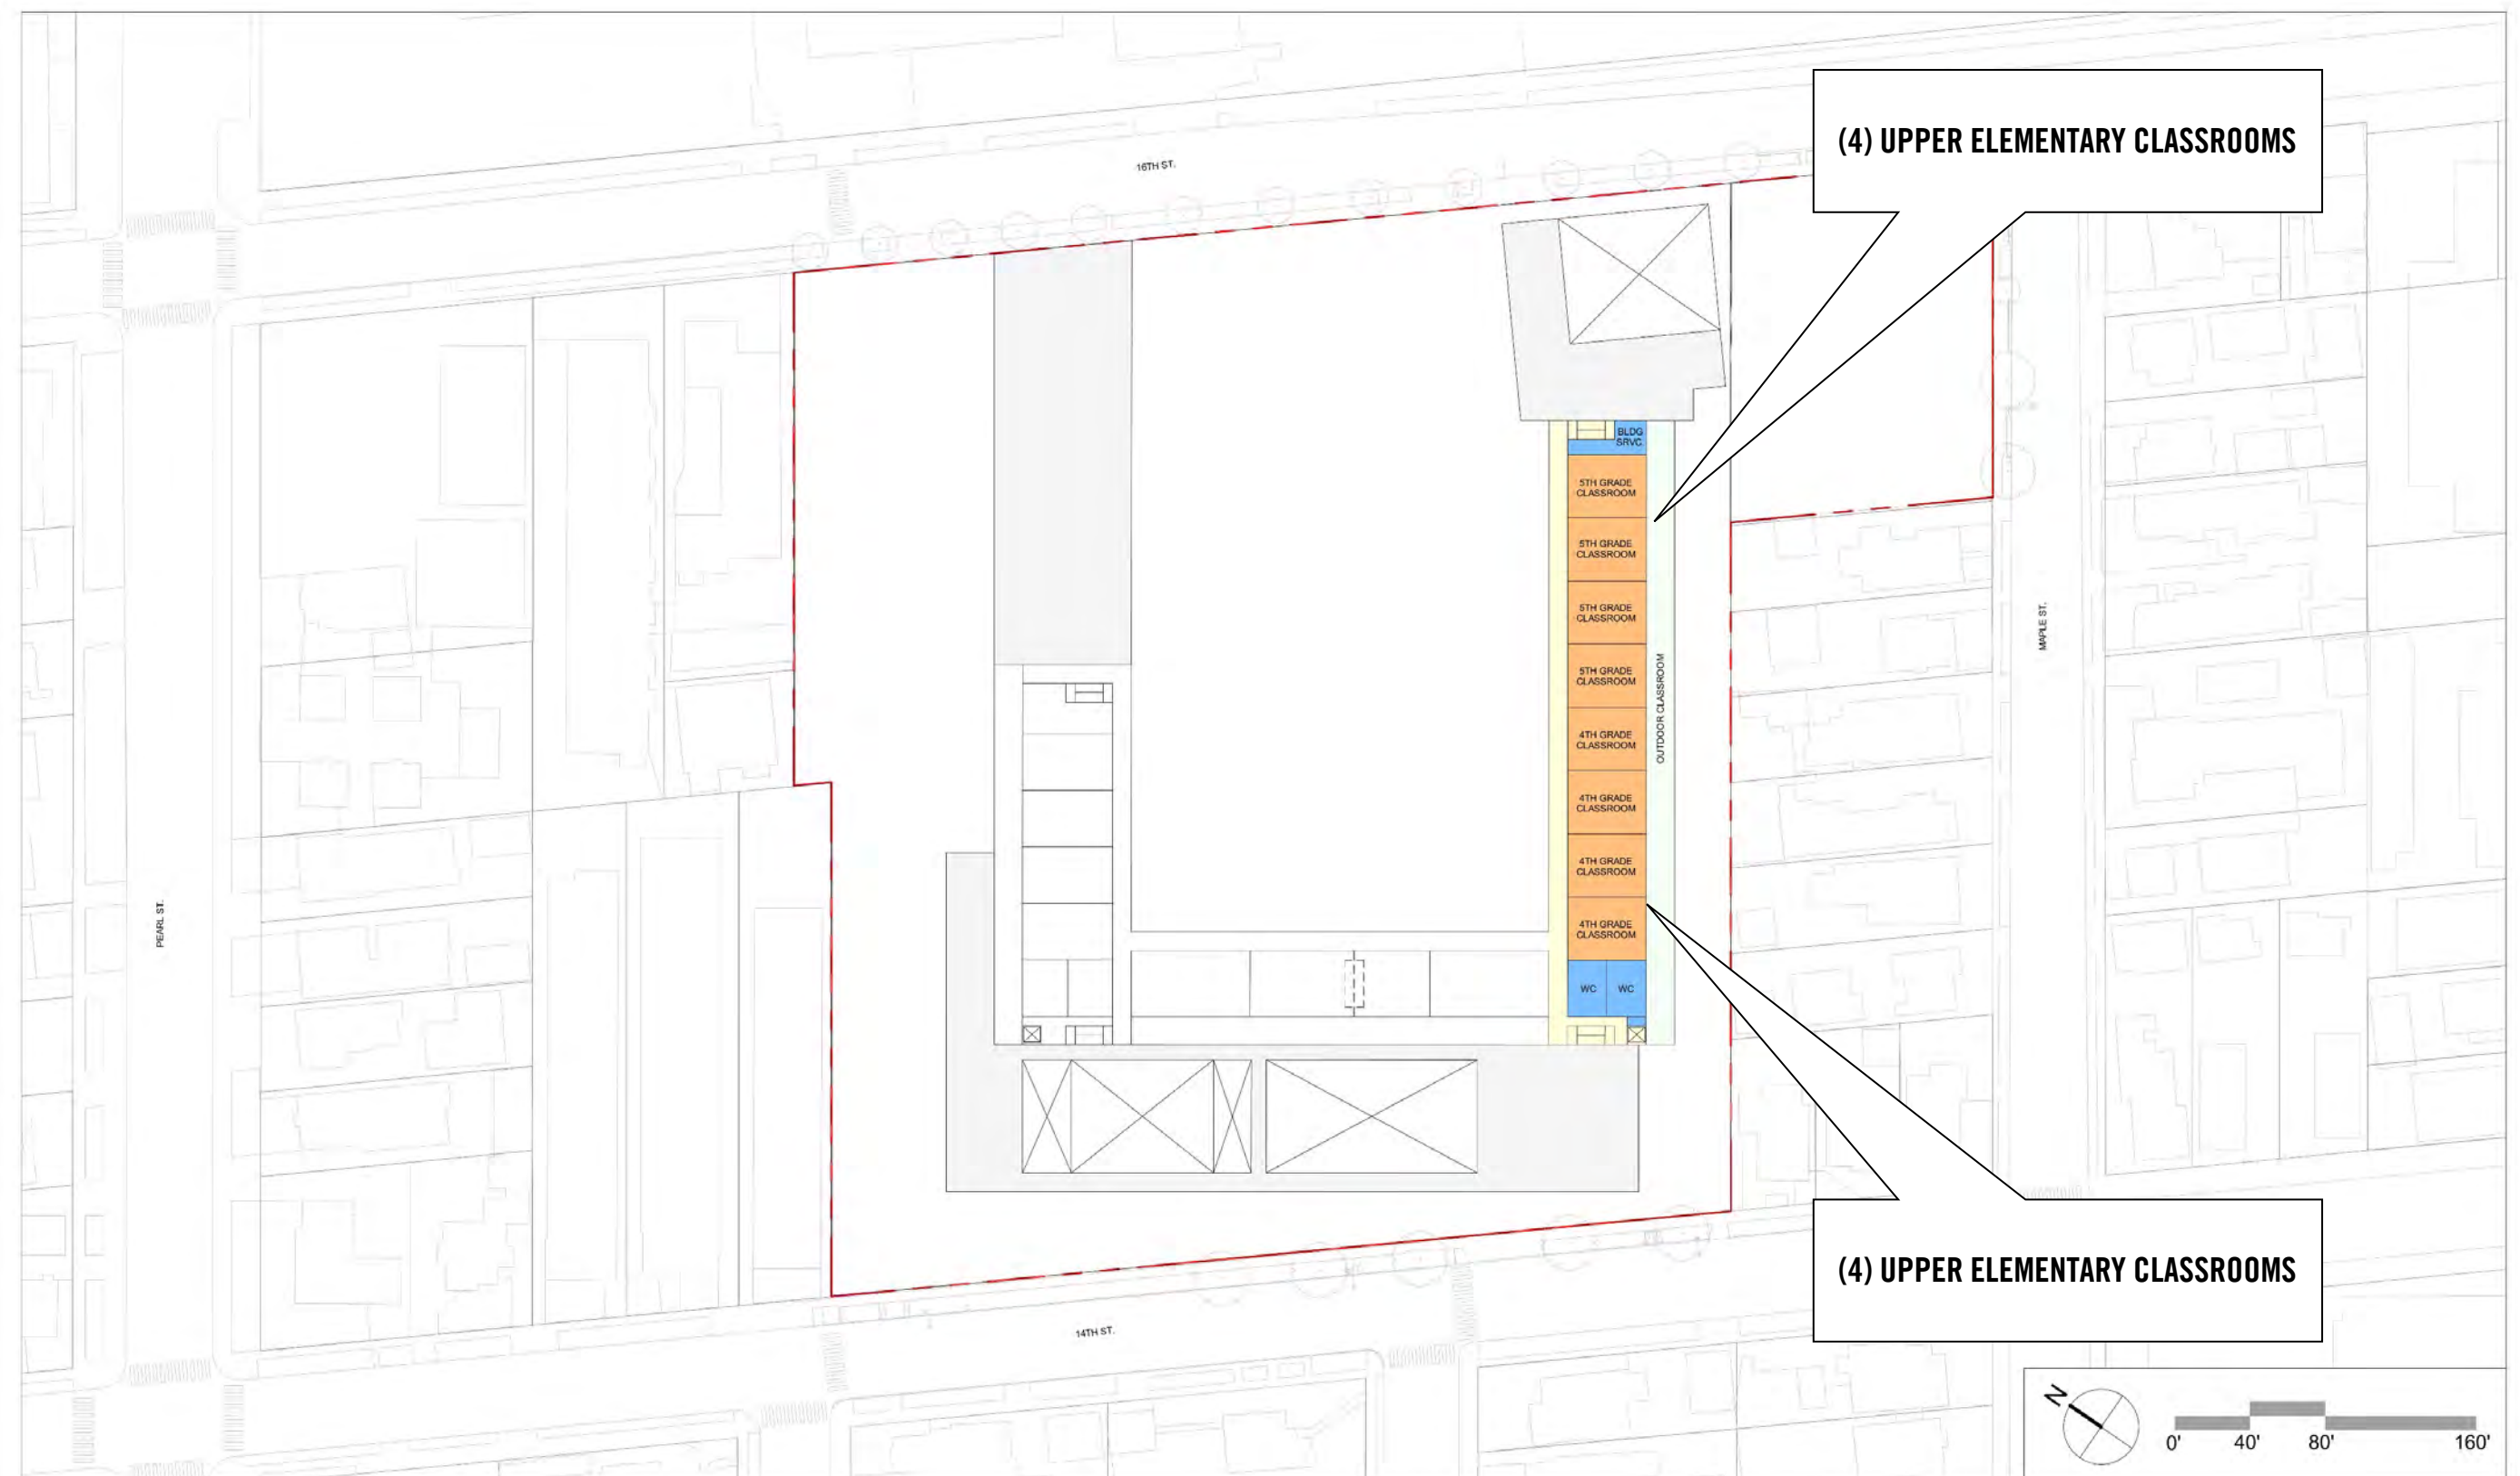 (4) UPPER ELEMENTARY CLASSROOMS
16TH ST.
BLDG
SRVC
5TH GRADE
CLASSROOM
5TH GRADE
CLASSROOM
5TH GRADE
CLASSROOM
5TH GRADE
CLASSROOM
4TH GRADE
CLASSROOM
4TH GRADE
CLASSROOM
4TH GRADE
CLASSROOM
4TH GRADE
CLASSROOM
WC
WC
OUTDOOR CLASSROOM
MAPLE ST.
PEARL ST.
(4) UPPER ELEMENTARY CLASSROOMS
14TH ST.
N
0' 40' 80' 160'